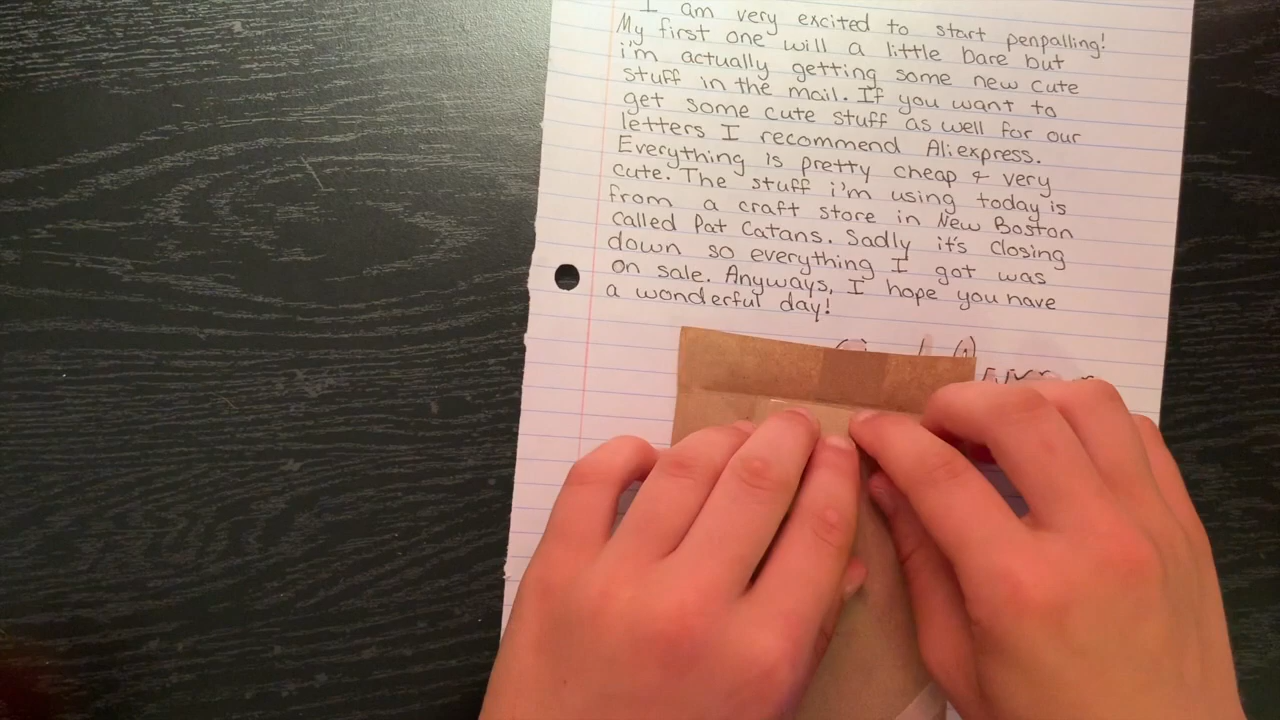 I am very excited to start penpalling!
My first one will a little bare but
i'm actually getting some new cute
stuff in the mail. If you want to
get some cute stuff as well for our
letters I recommend Aliexpress.
Everything is pretty cheap & very
cute. The stuff i'm using today is
from a craft store in New Boston
called Pat Catans. Sadly it's closing
down so everything I got was
on sale. Anyways, I hope you have
a wonderful day!